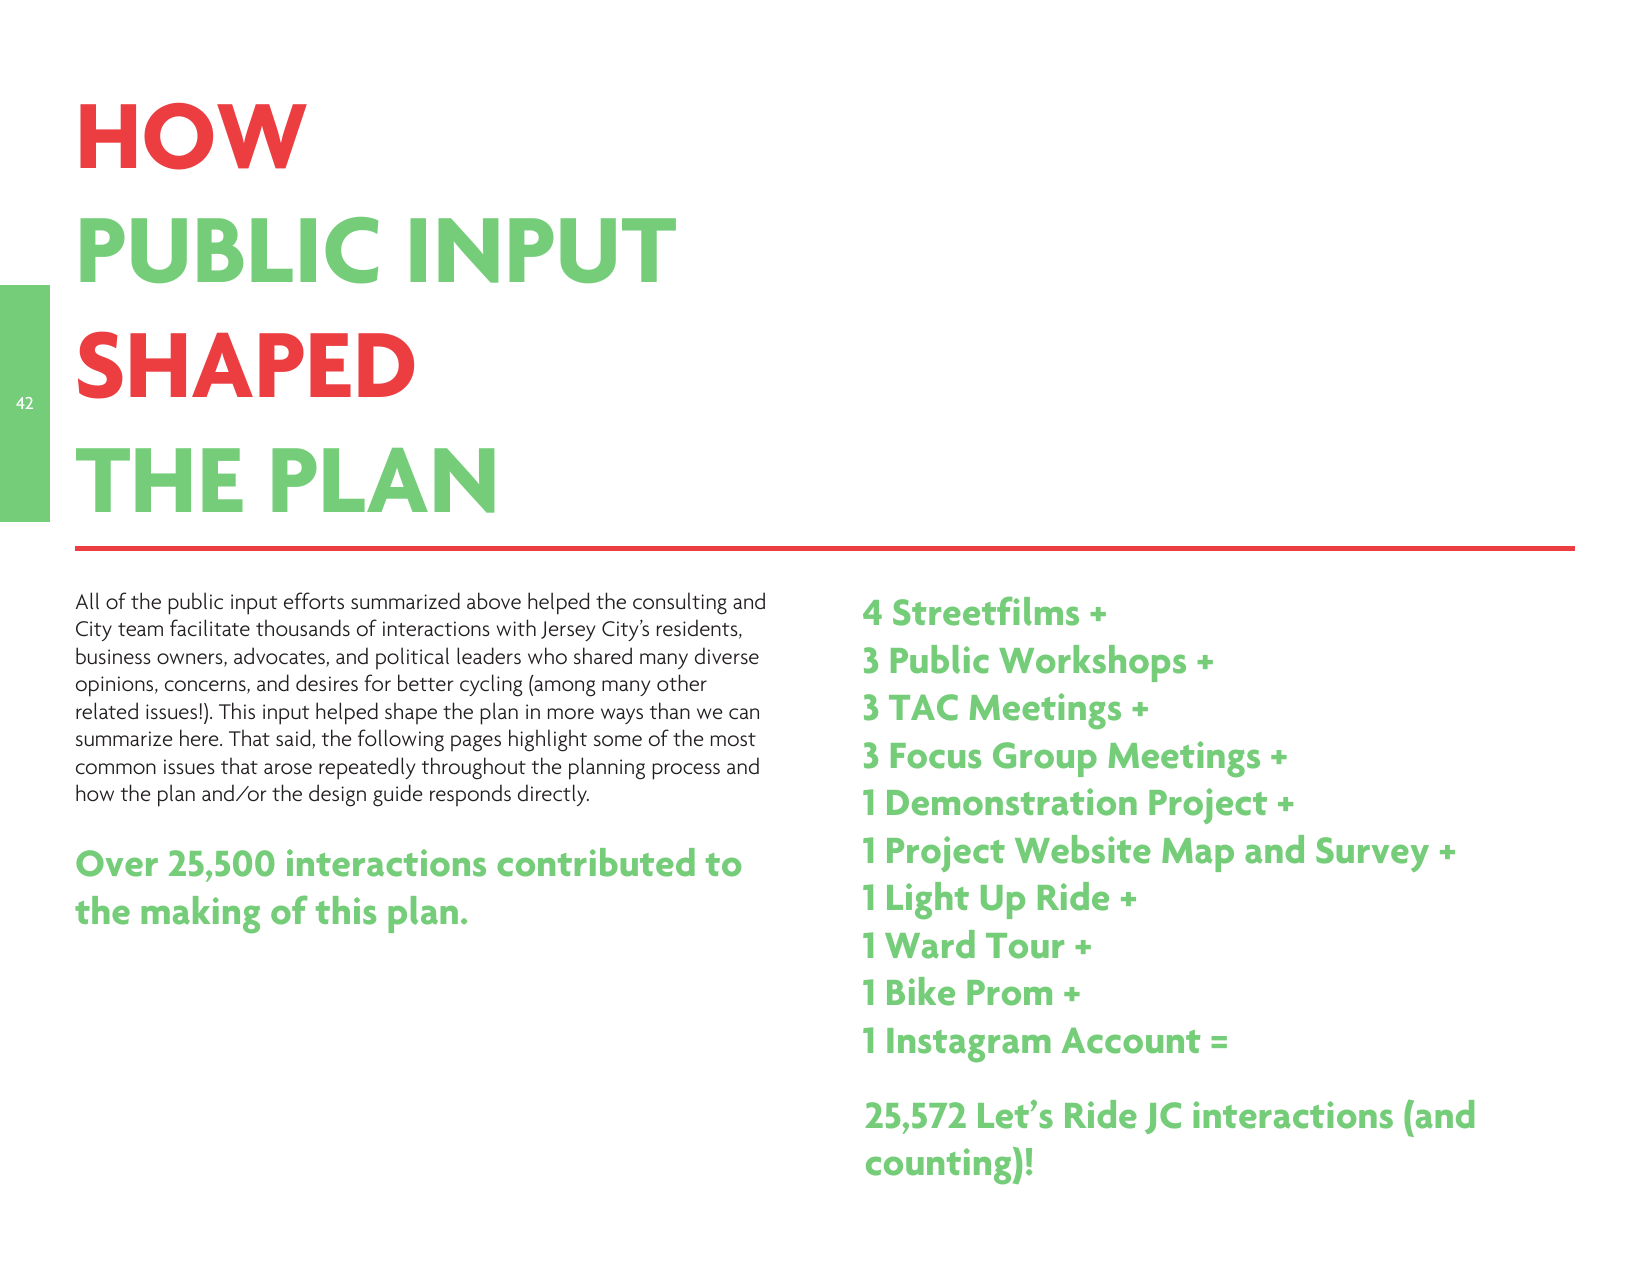 HOW
PUBLIC INPUT
SHAPED
THE PLAN
42
All of the public input efforts summarized above helped the consulting and
City team facilitate thousands of interactions with Jersey City's residents,
business owners, advocates, and political leaders who shared many diverse
opinions, concerns, and desires for better cycling (among many other
related issues!). This input helped shape the plan in more ways than we can
summarize here. That said, the following pages highlight some of the most
common issues that arose repeatedly throughout the planning process and
how the plan and/or the design guide responds directly.
Over 25,500 interactions contributed to
the making of this plan.
4 Streetfilms +
3 Public Workshops +
3 TAC Meetings +
3 Focus Group Meetings +
1 Demonstration Project +
1 Project Website Map and Survey +
1 Light Up Ride +
1 Ward Tour +
1 Bike Prom +
1 Instagram Account =
25,572 Let's Ride JC interactions (and
counting)!